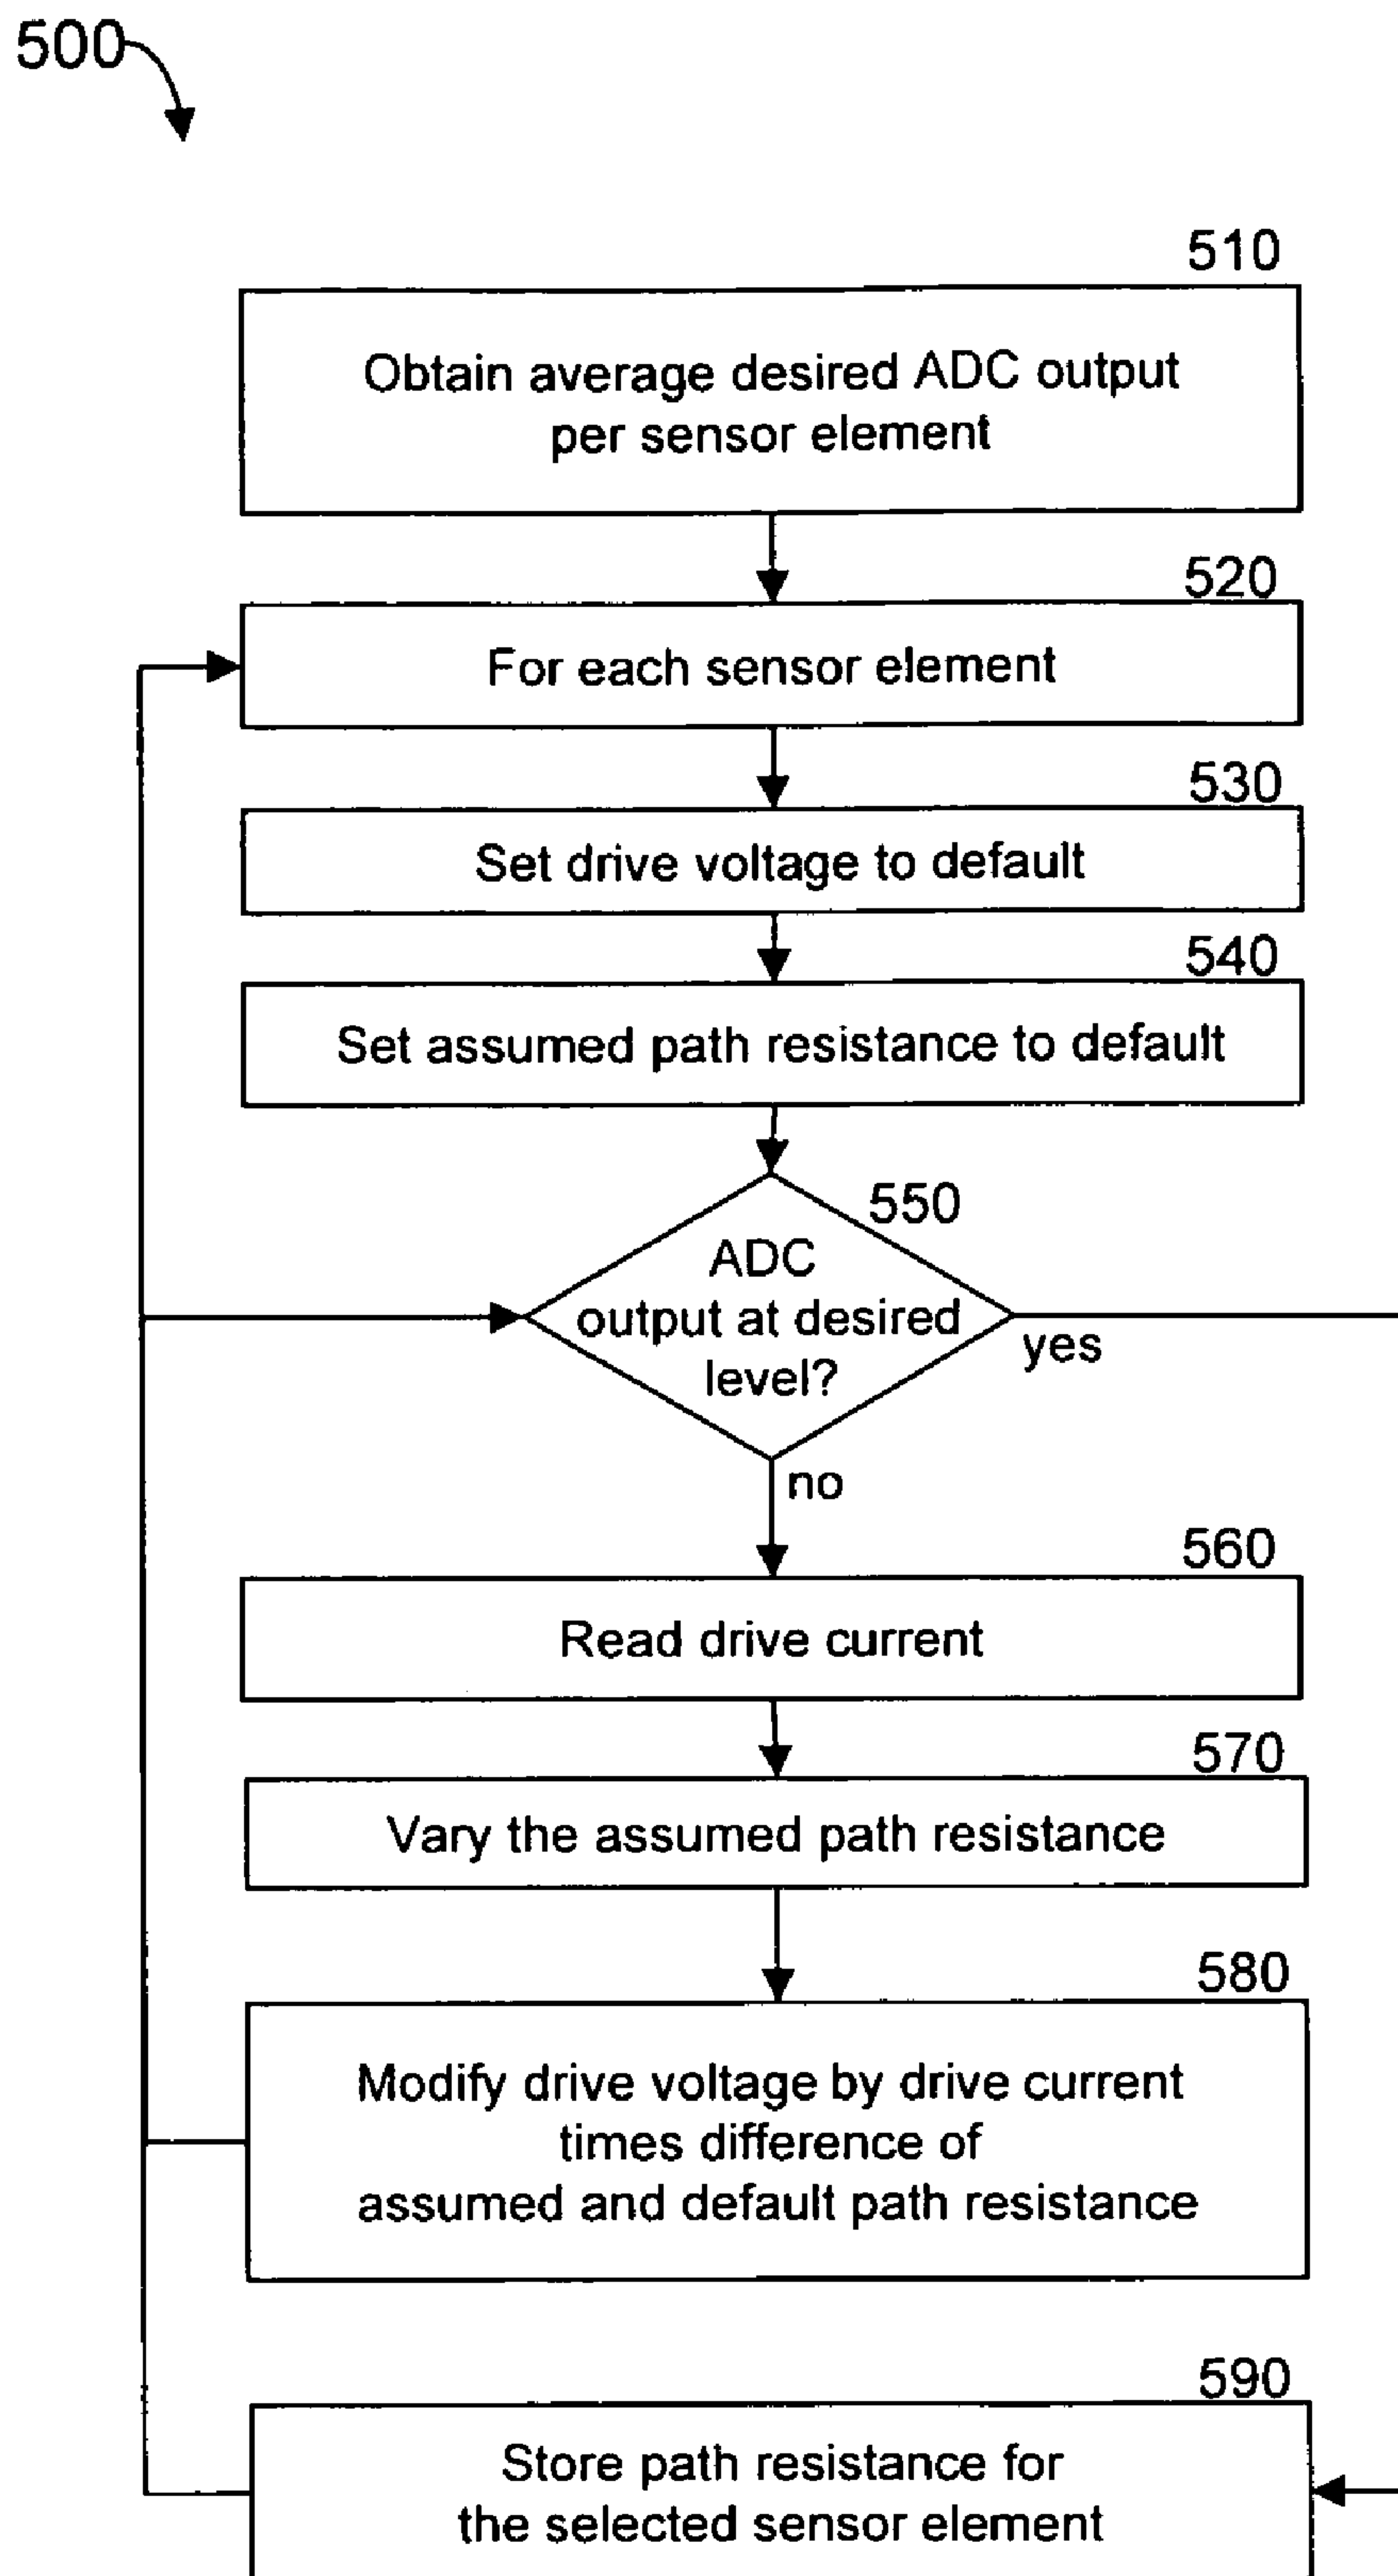 500
510
Obtain average desired ADC output
per sensor element
520
For each sensor element
530
Set drive voltage to default
540
Set assumed path resistance to default
550
ADC
output at desired
level?
yes
no
560
Read drive current
570
Vary the assumed path resistance
580
Modify drive voltage by drive current
times difference of
assumed and default path resistance
590
Store path resistance for
the selected sensor element